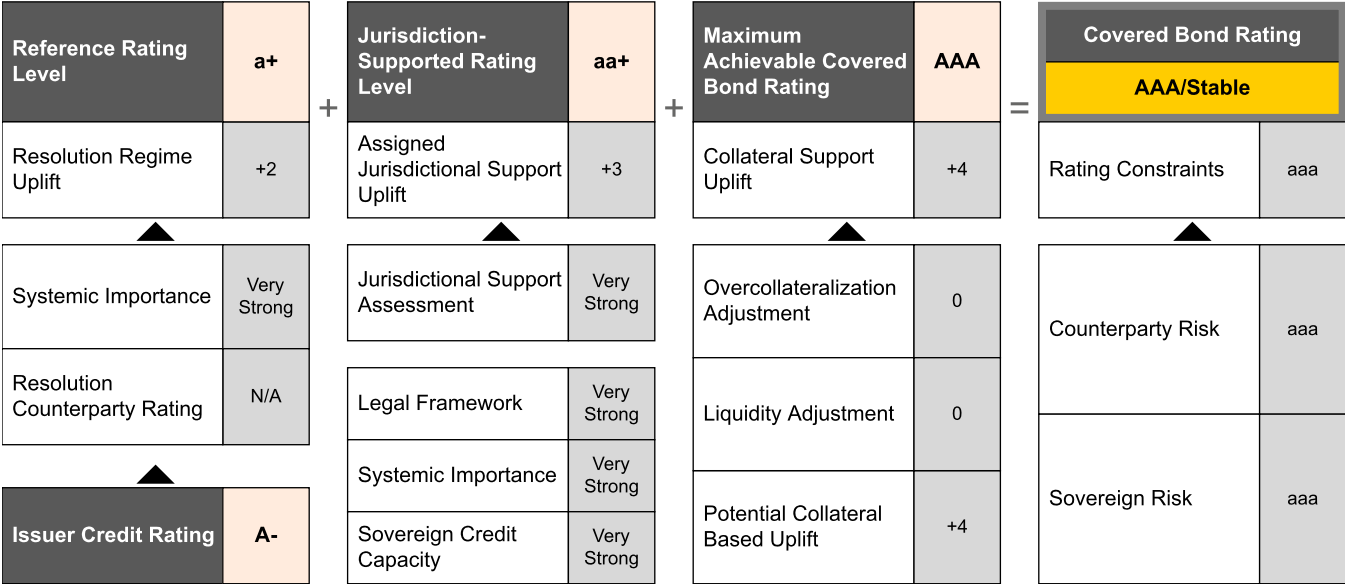 Reference Rating
Level
a+
Resolution Regime
Uplift
+2
Systemic Importance
Very
Strong
Resolution
Counterparty Rating
N/A
Issuer Credit Rating
A-
+
Jurisdiction-
Supported Rating
Level
aa+
Assigned
Jurisdictional Support
Uplift
+3
Jurisdictional Support
Assessment
Very
Strong
Legal Framework
Very
Strong
Systemic Importance
Very
Strong
Sovereign Credit
Capacity
Very
Strong
+
Maximum
Achievable Covered
Bond Rating
AAA
Collateral Support
Uplift
+4
Overcollateralization
Adjustment
0
Liquidity Adjustment
0
Potential Collateral
Based Uplift
+4
=
Covered Bond Rating
AAA/Stable
Rating Constraints
aaa
Counterparty Risk
aaa
Sovereign Risk
aaa